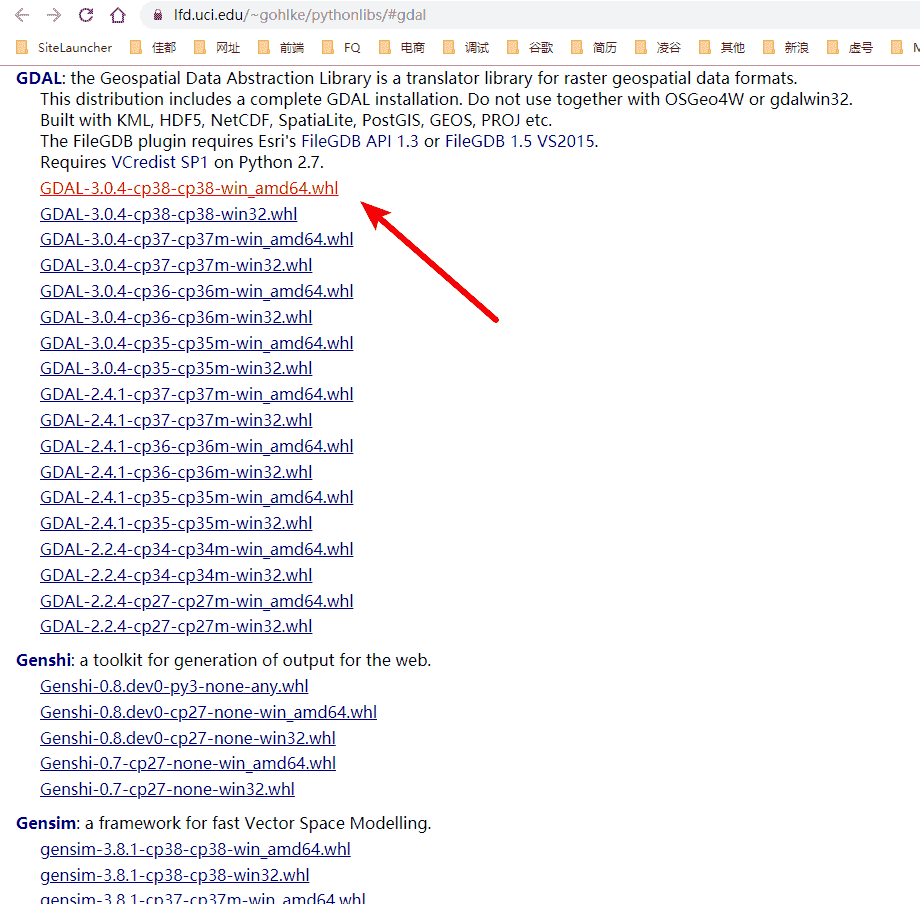 lfd.uci.edu/~gohlke/pythonlibs/#gdal
SiteLauncher 佳都 网址 前端 FQ 电商 调试 谷歌 简历 凌谷 其他 新浪 虚号
GDAL: the Geospatial Data Abstraction Library is a translator library for raster geospatial data formats.
This distribution includes a complete GDAL installation. Do not use together with OSGeo4W or gdalwin32.
Built with KML, HDF5, NetCDF, SpatiaLite, PostGIS, GEOS, PROJ etc.
The FileGDB plugin requires Esri's FileGDB API 1.3 or FileGDB 1.5 VS2015.
Requires VCredist SP1 on Python 2.7.
GDAL-3.0.4-cp38-cp38-win_amd64.whl
GDAL-3.0.4-cp38-cp38-win32.whl
GDAL-3.0.4-cp37-cp37m-win_amd64.whl
GDAL-3.0.4-cp37-cp37m-win32.whl
GDAL-3.0.4-cp36-cp36m-win_amd64.whl
GDAL-3.0.4-cp36-cp36m-win32.whl
GDAL-3.0.4-cp35-cp35m-win_amd64.whl
GDAL-3.0.4-cp35-cp35m-win32.whl
GDAL-2.4.1-cp37-cp37m-win_amd64.whl
GDAL-2.4.1-cp37-cp37m-win32.whl
GDAL-2.4.1-cp36-cp36m-win_amd64.whl
GDAL-2.4.1-cp36-cp36m-win32.whl
GDAL-2.4.1-cp35-cp35m-win_amd64.whl
GDAL-2.4.1-cp35-cp35m-win32.whl
GDAL-2.2.4-cp34-cp34m-win_amd64.whl
GDAL-2.2.4-cp34-cp34m-win32.whl
GDAL-2.2.4-cp27-cp27m-win_amd64.whl
GDAL-2.2.4-cp27-cp27m-win32.whl
Genshi: a toolkit for generation of output for the web.
Genshi-0.8.dev0-py3-none-any.whl
Genshi-0.8.dev0-cp27-none-win_amd64.whl
Genshi-0.8.dev0-cp27-none-win32.whl
Genshi-0.7-cp27-none-win_amd64.whl
Genshi-0.7-cp27-none-win32.whl
Gensim: a framework for fast Vector Space Modelling.
gensim-3.8.1-cp38-cp38-win_amd64.whl
gensim-3.8.1-cp38-cp38-win32.whl
gensim-3.8.1-cp37-cp37m-win_amd64.whl